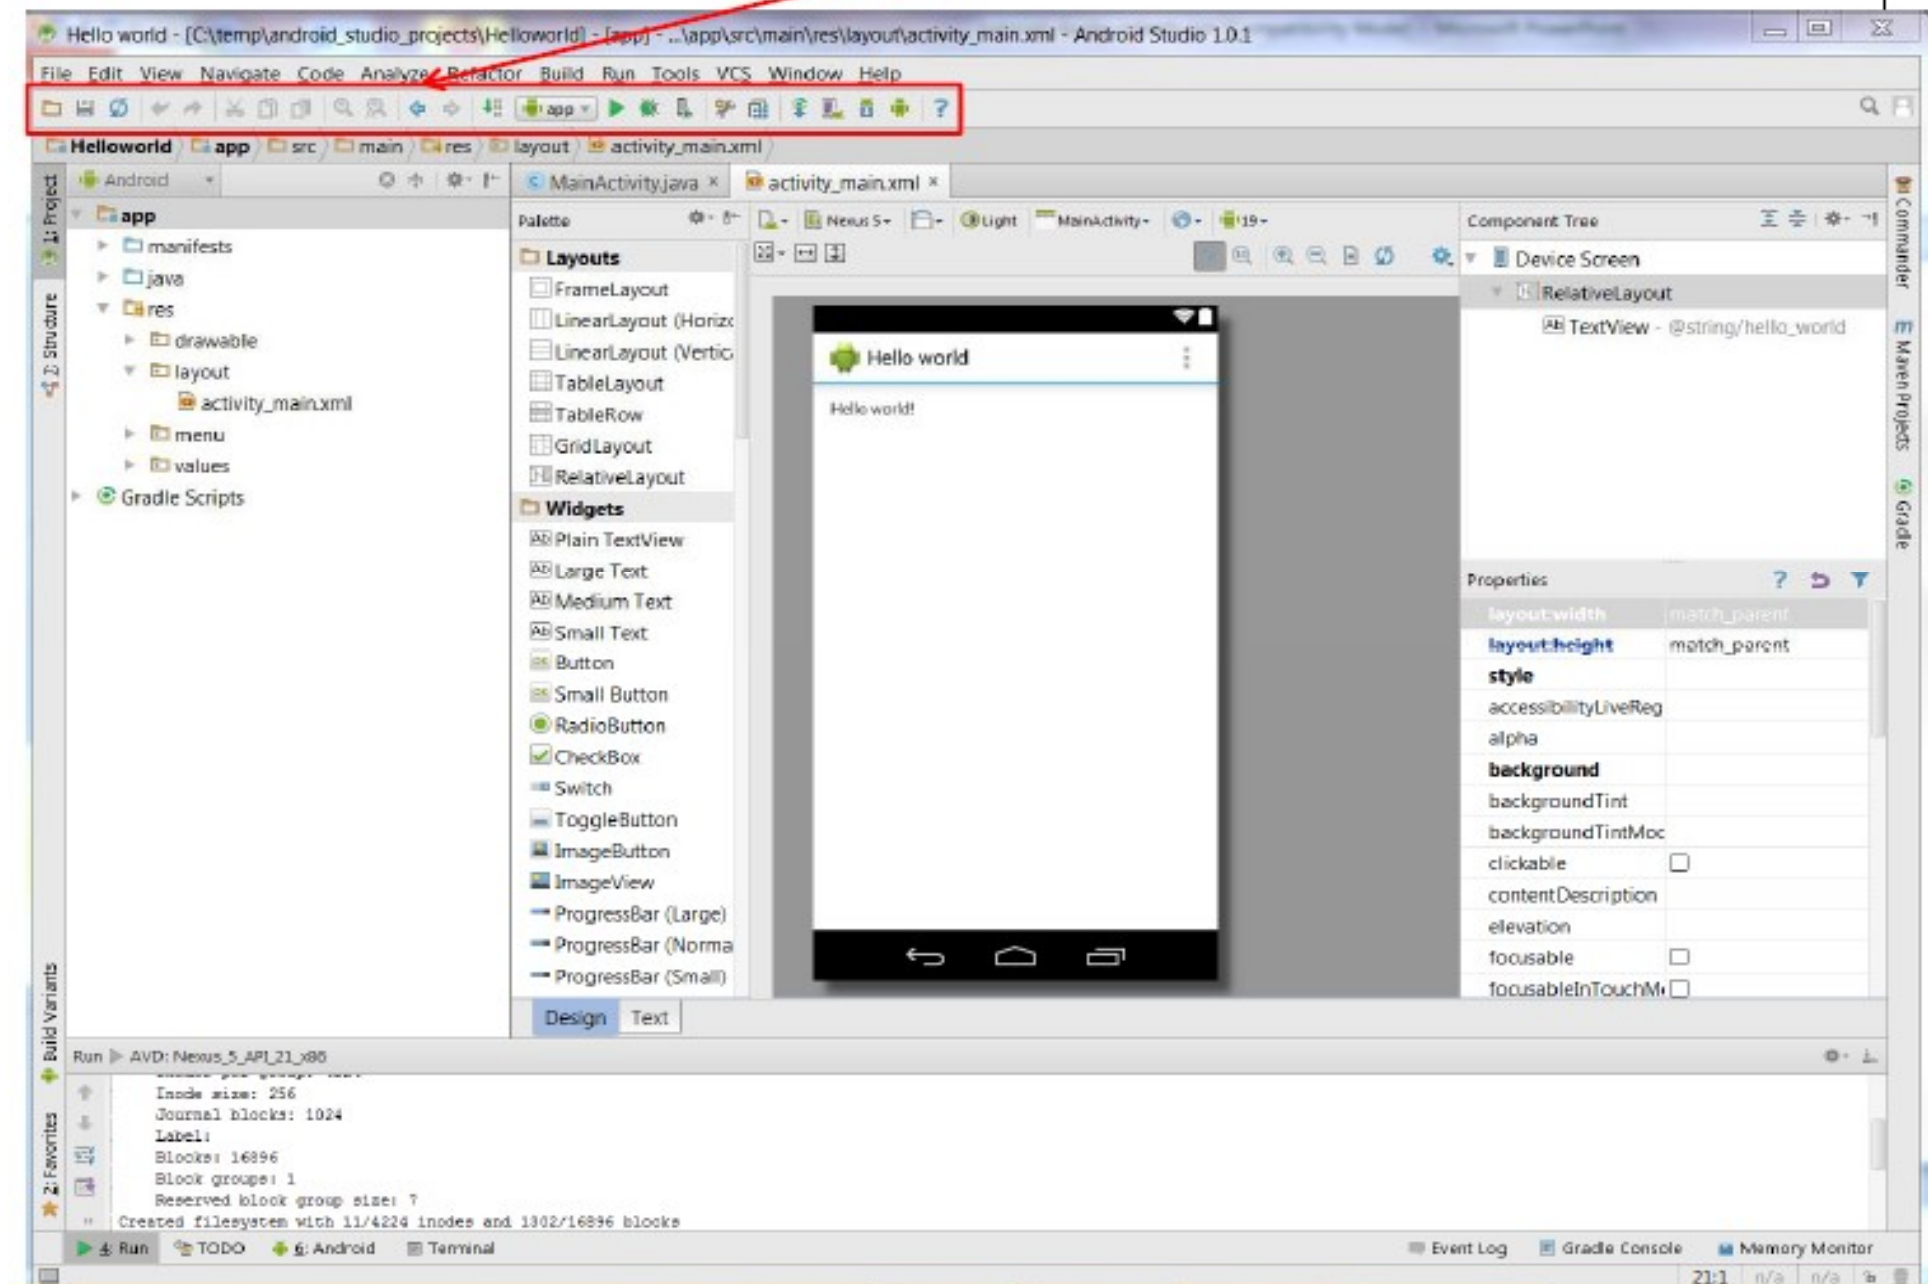 Hello world - [C:\temp\android_studio_projects\Helloworld] - [app] - ...\app\src\main\res\layout\activity_main.xml - Android Studio 1.0.1
File Edit View Navigate Code Analyze Refactor Build Run Tools VCS Window Help
app
?
Helloworld app src main res layout activity_main.xml
1: Project
2: Structure
Build Variants
2: Favorites
Android
app
manifests
java
res
drawable
layout
activity_main.xml
menu
values
Gradle Scripts
MainActivity.java × activity_main.xml ×
Palette
Layouts
FrameLayout
LinearLayout (Horizo
LinearLayout (Vertic
TableLayout
TableRow
GridLayout
RelativeLayout
Widgets
Plain TextView
Large Text
Medium Text
Small Text
Button
Small Button
RadioButton
CheckBox
Switch
ToggleButton
ImageButton
ImageView
ProgressBar (Large)
ProgressBar (Norma
ProgressBar (Small)
Design Text
Nexus 5 Light MainActivity 19
Hello world
Hello world!
Component Tree
Device Screen
RelativeLayout
TextView - @string/hello_world
Properties ?
layout:width match_parent
layout:height match_parent
style
accessibilityLiveReg
alpha
background
backgroundTint
backgroundTintMoc
clickable
contentDescription
elevation
focusable
focusableInTouchM
Commander
m Maven Projects
Gradle
Run AVD: Nexus_5_API_21_x86
Inode size: 256
Journal blocks: 1024
Label:
Blocks: 16896
Block groups: 1
Reserved block group size: 7
Created filesystem with 11/4224 inodes and 1302/16896 blocks
4: Run TODO 6: Android Terminal Event Log Gradle Console Memory Monitor
21:1 n/a n/a